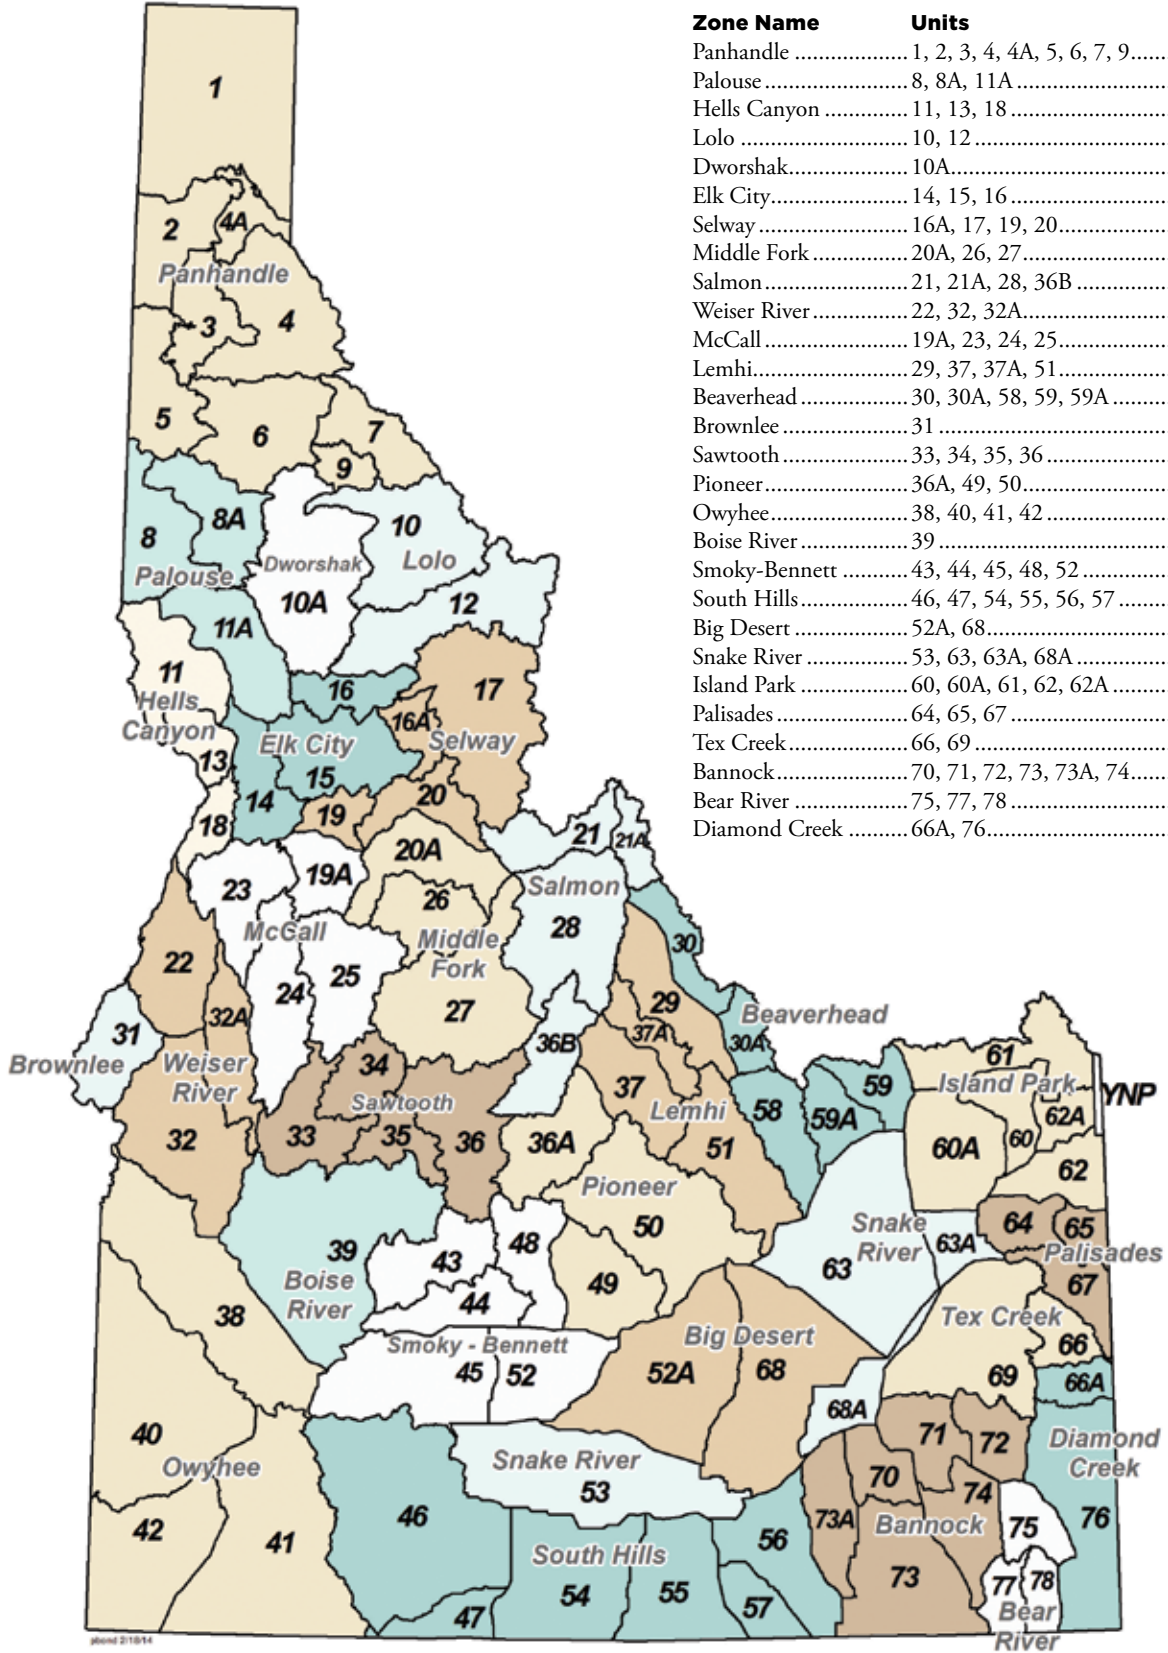 Zone Name Units
Panhandle ................... 1, 2, 3, 4, 4A, 5, 6, 7, 9......
Palouse ......................... 8, 8A, 11A ..........................
Hells Canyon ............... 11, 13, 18 ...........................
Lolo ............................. 10, 12 .................................
Dworshak..................... 10A.....................................
Elk City........................ 14, 15, 16 ...........................
Selway .......................... 16A, 17, 19, 20...................
Middle Fork ................. 20A, 26, 27.........................
Salmon ......................... 21, 21A, 28, 36B ................
Weiser River ................. 22, 32, 32A.........................
McCall ......................... 19A, 23, 24, 25...................
Lemhi........................... 29, 37, 37A, 51...................
Beaverhead ................... 30, 30A, 58, 59, 59A ..........
Brownlee ...................... 31 .......................................
Sawtooth ...................... 33, 34, 35, 36 .....................
Pioneer......................... 36A, 49, 50.........................
Owyhee........................ 38, 40, 41, 42 .....................
Boise River ................... 39 .......................................
Smoky-Bennett ............ 43, 44, 45, 48, 52 ...............
South Hills................... 46, 47, 54, 55, 56, 57 .........
Big Desert .................... 52A, 68...............................
Snake River .................. 53, 63, 63A, 68A ................
Island Park ................... 60, 60A, 61, 62, 62A ..........
Palisades ....................... 64, 65, 67 ...........................
Tex Creek..................... 66, 69 .................................
Bannock....................... 70, 71, 72, 73, 73A, 74.......
Bear River .................... 75, 77, 78 ...........................
Diamond Creek ........... 66A, 76...............................
1
2
4A
Panhandle
3
4
5
6
7
9
8
8A
10
Lolo
Palouse
Dworshak
10A
12
11A
11
Hells
Canyon
16
17
16A
Elk City
Selway
13
15
14
20
19
18
21
21A
20A
23
19A
Salmon
26
28
McCall
Middle
Fork
30
22
25
24
27
29
32A
31
36B
37A
30A
Beaverhead
Brownlee
Weiser
River
34
Sawtooth
37
Lemhi
58
59A
59
61
Island Park
YNP
62A
32
33
35
36
36A
51
60A
60
62
Pioneer
50
39
Boise
River
43
48
44
49
Snake
River
63
63A
64
65
Palisades
67
38
Smoky - Bennett
45
52
Big Desert
52A
68
Tex Creek
66
69
66A
68A
40
Owyhee
Snake River
53
71
72
Diamond
Creek
70
74
42
41
46
56
73A
Bannock
75
76
South Hills
54
55
57
47
73
77
78
Bear
River
pbond 2/18/14